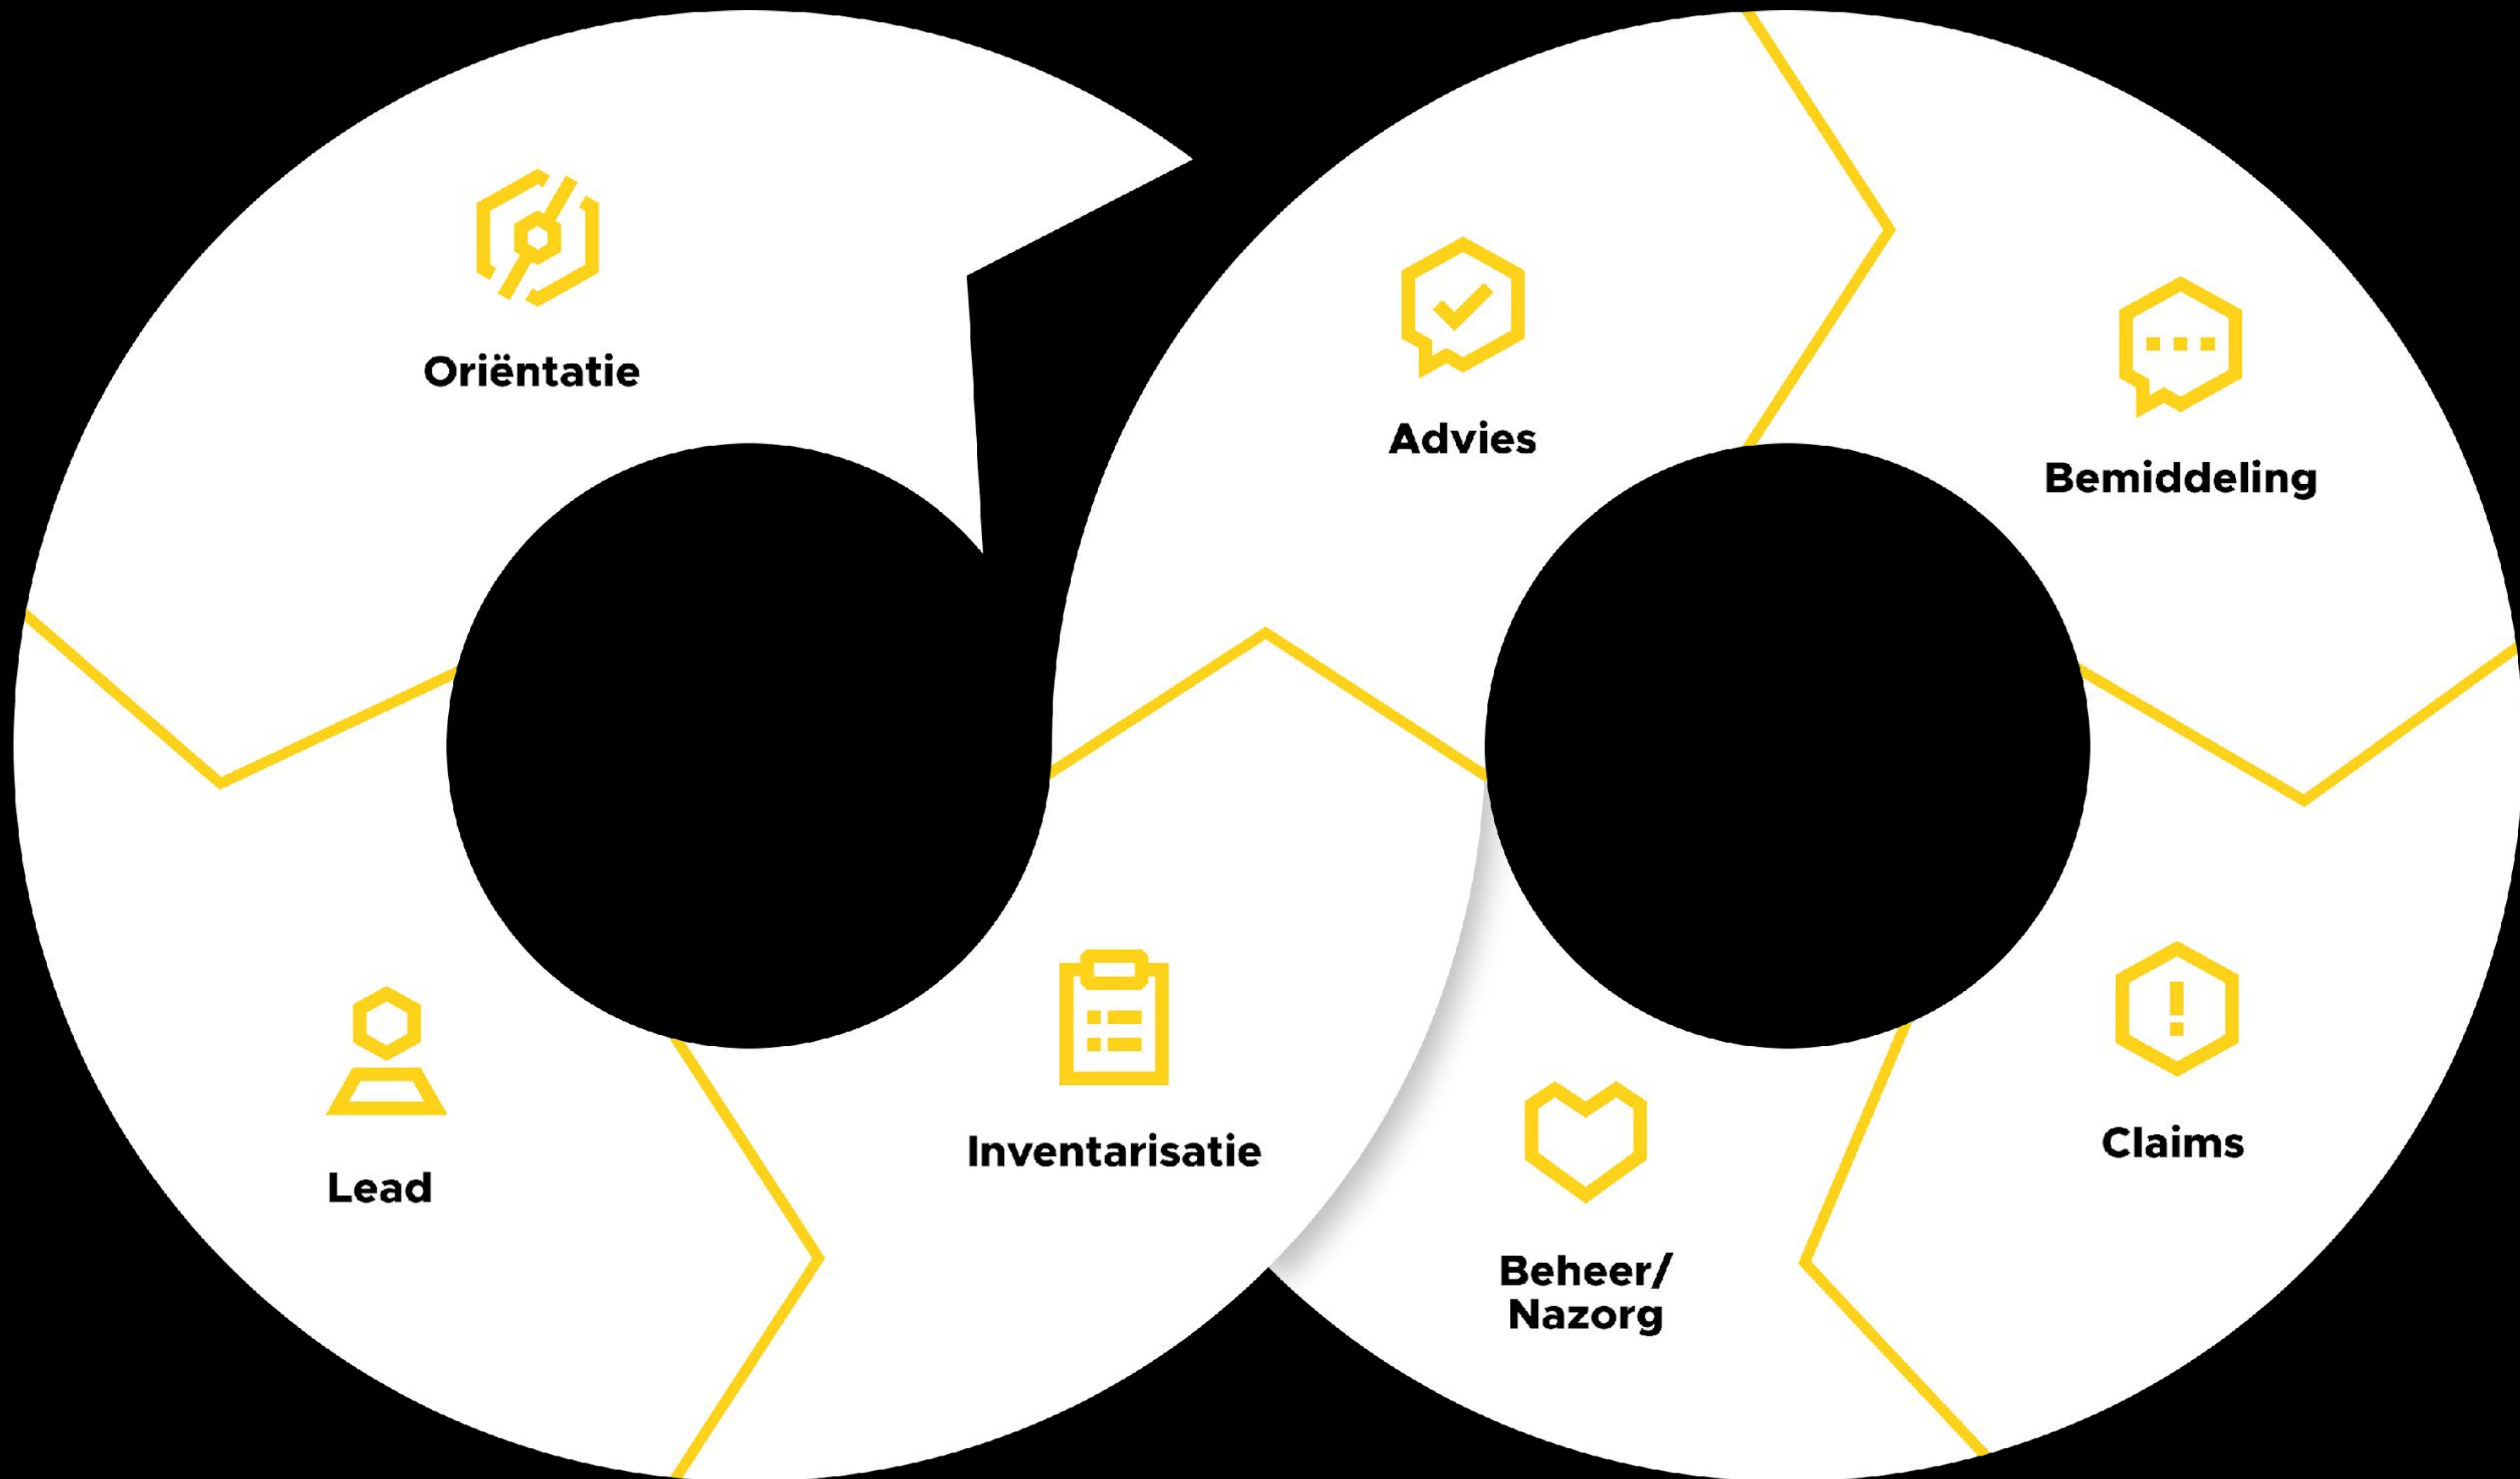 Oriëntatie
Lead
Inventarisatie
Advies
Bemiddeling
Claims
Beheer/
Nazorg